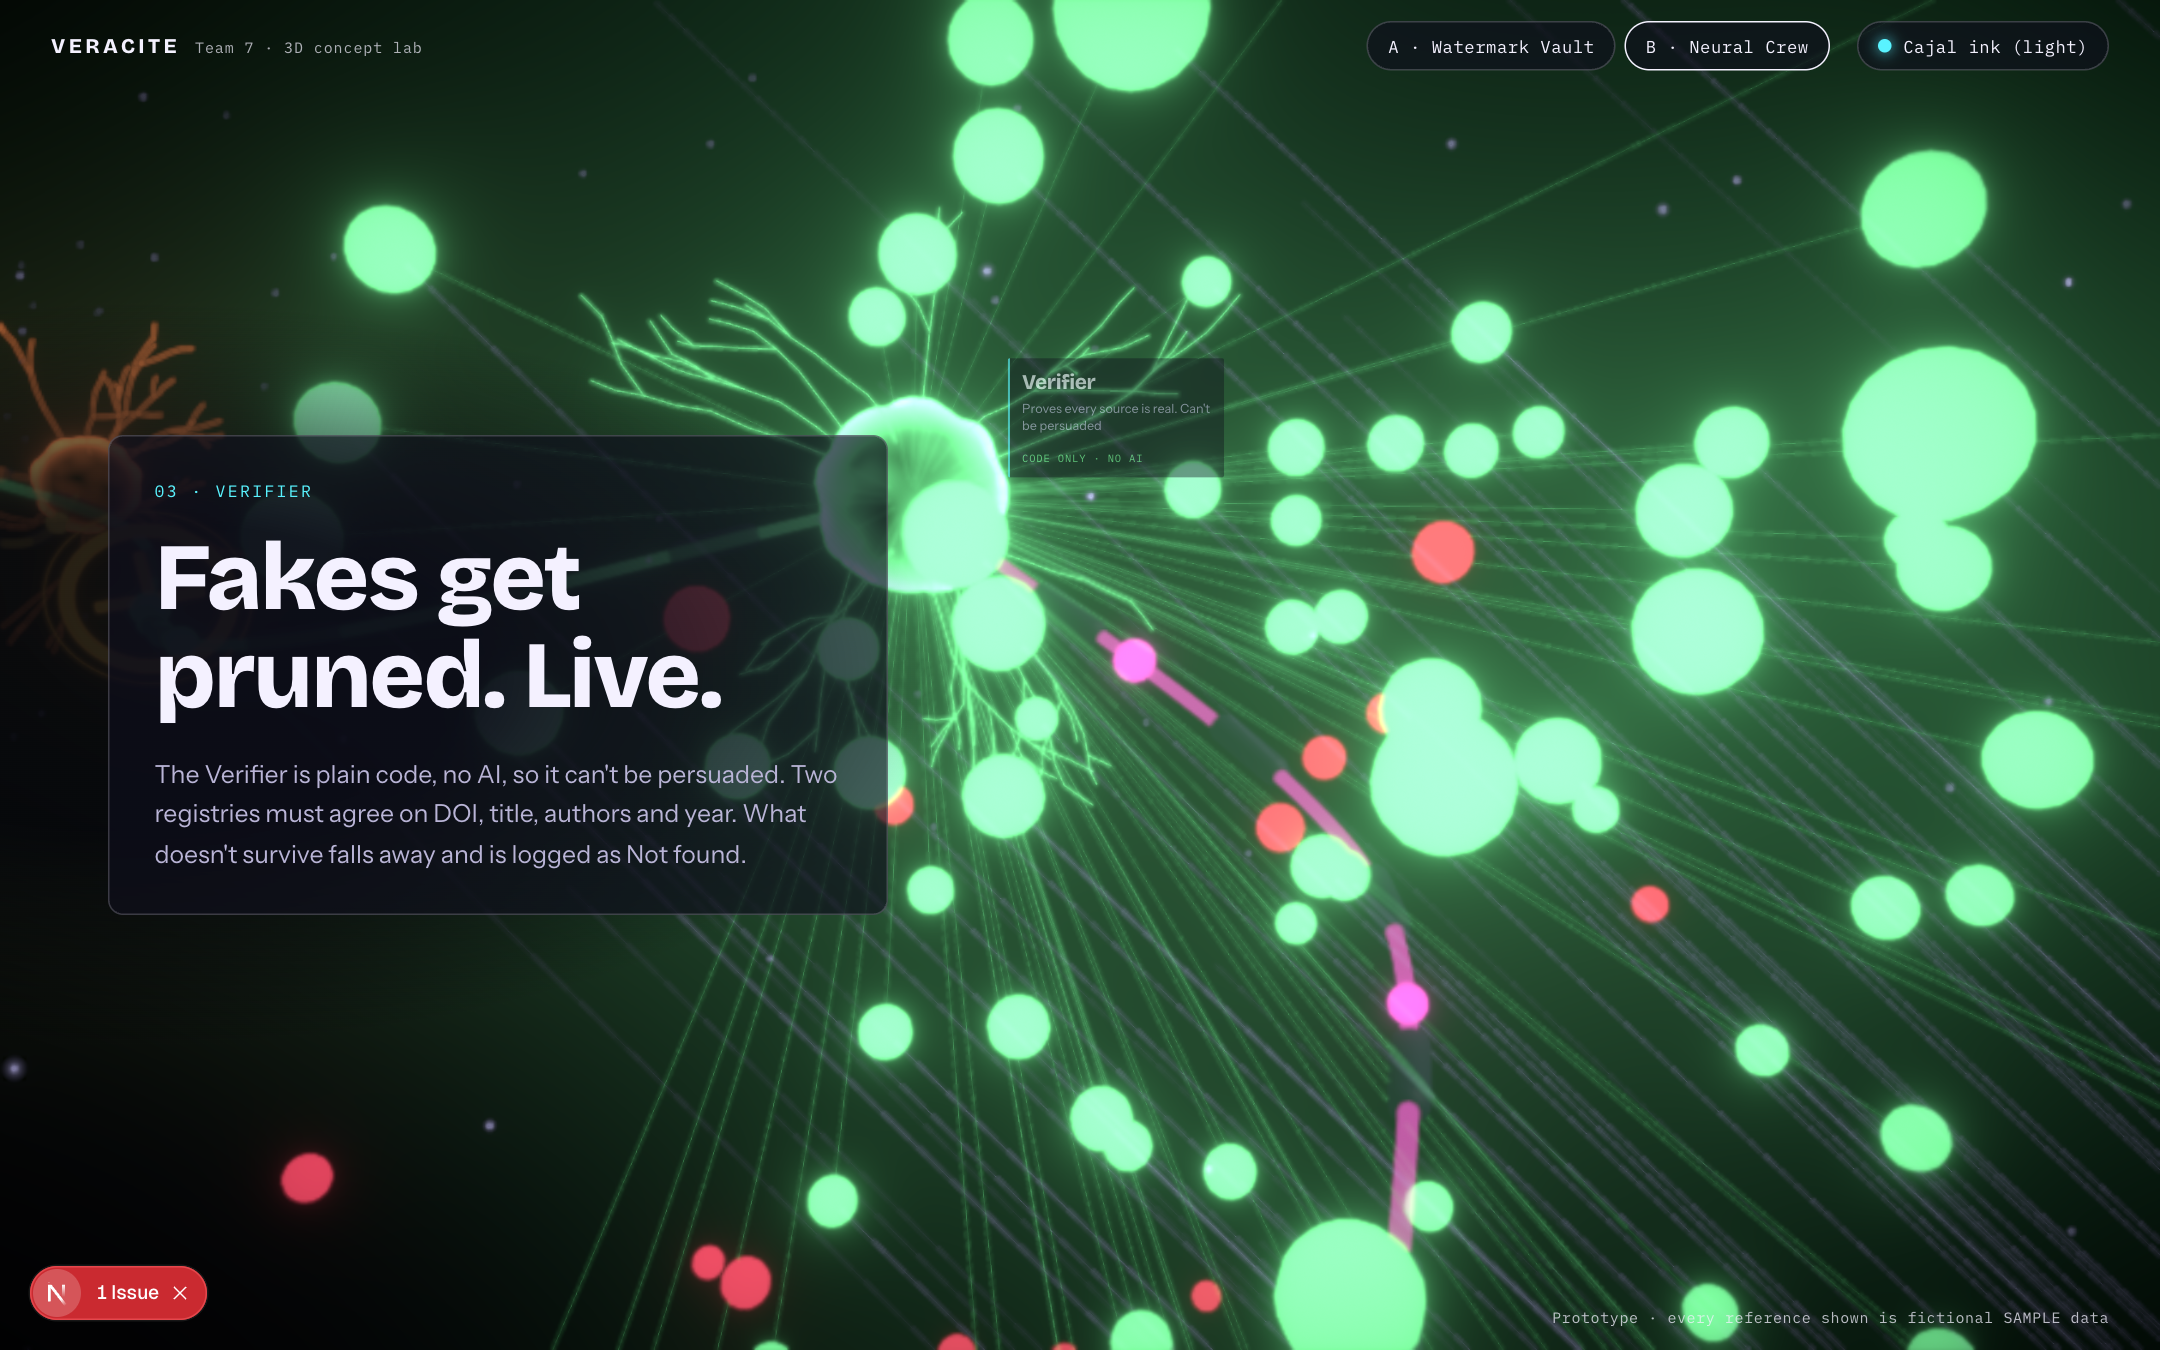 VERACITE Team 7 · 3D concept lab
A · Watermark Vault
B · Neural Crew
Cajal ink (light)
Verifier
Proves every source is real. Can't
be persuaded
CODE ONLY · NO AI
03 · VERIFIER
Fakes get
pruned. Live.
The Verifier is plain code, no AI, so it can't be persuaded. Two
registries must agree on DOI, title, authors and year. What
doesn't survive falls away and is logged as Not found.
N 1 Issue
Prototype · every reference shown is fictional SAMPLE data